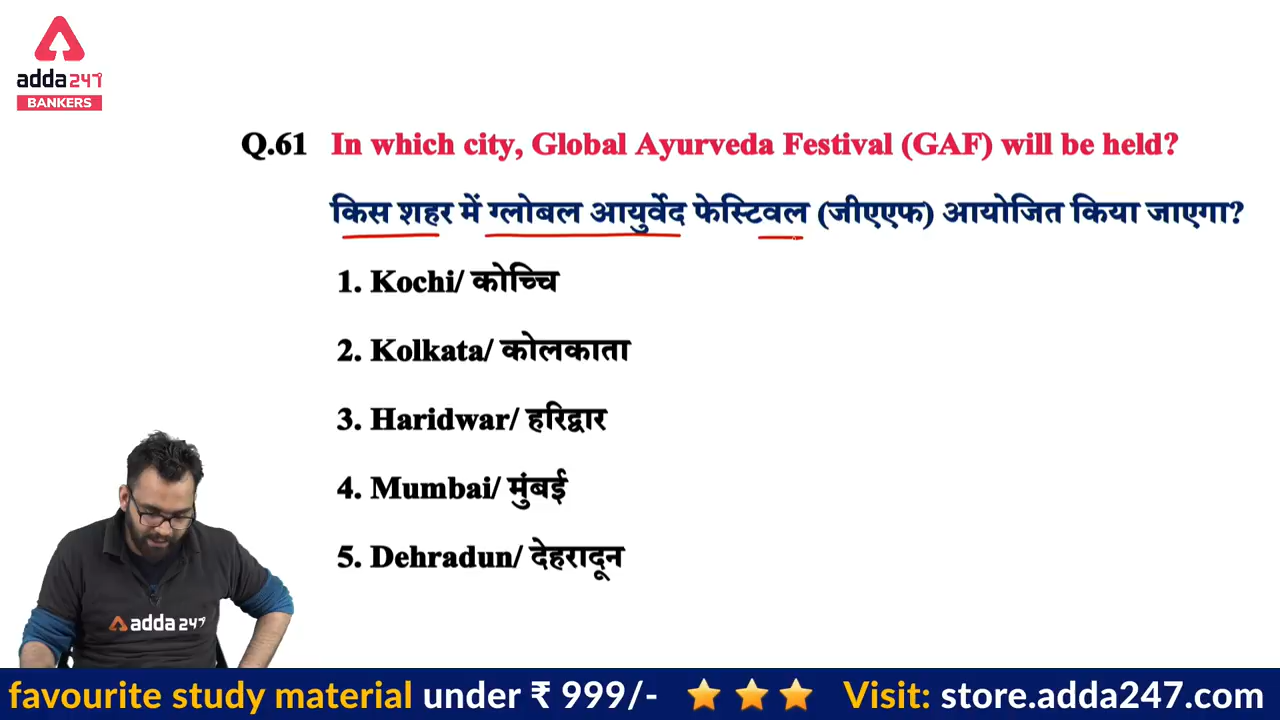 adda247
BANKERS
Q.61 In which city, Global Ayurveda Festival (GAF) will be held?
किस शहर में ग्लोबल आयुर्वेद फेस्टिवल (जीएएफ) आयोजित किया जाएगा?
1. Kochi/ कोच्चि
2. Kolkata/ कोलकाता
3. Haridwar/ हरिद्वार
4. Mumbai/ मुंबई
5. Dehradun/ देहरादून
adda247
favourite study material under ₹ 999/- Visit: store.adda247.com